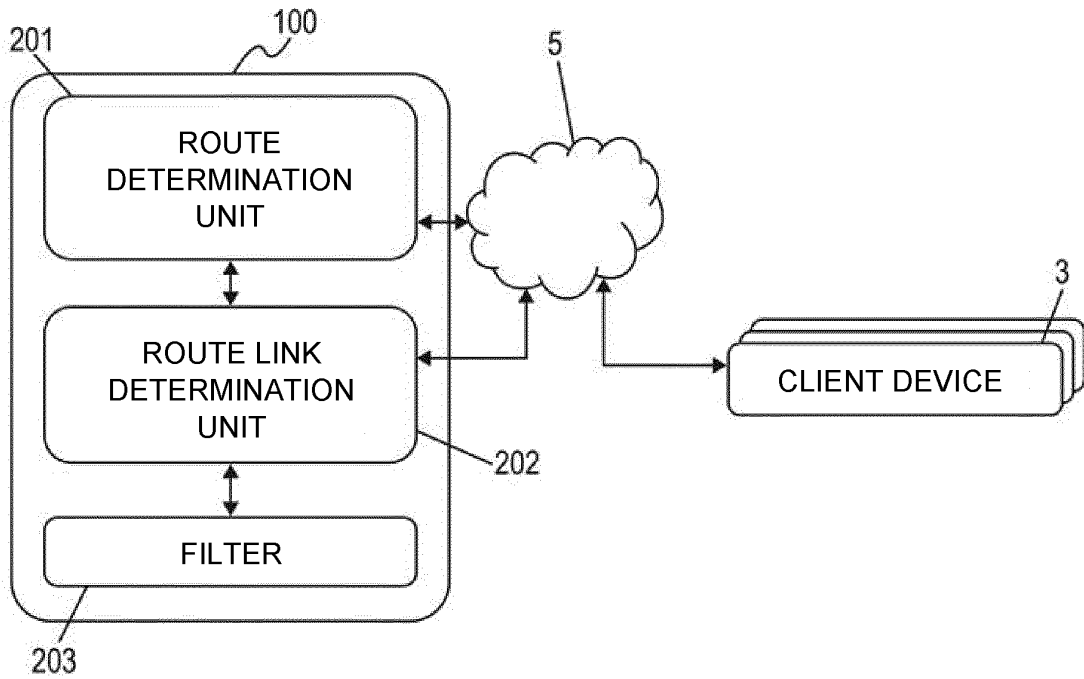 201
100
5
ROUTE
DETERMINATION
UNIT
3
ROUTE LINK
DETERMINATION
UNIT
CLIENT DEVICE
202
FILTER
203